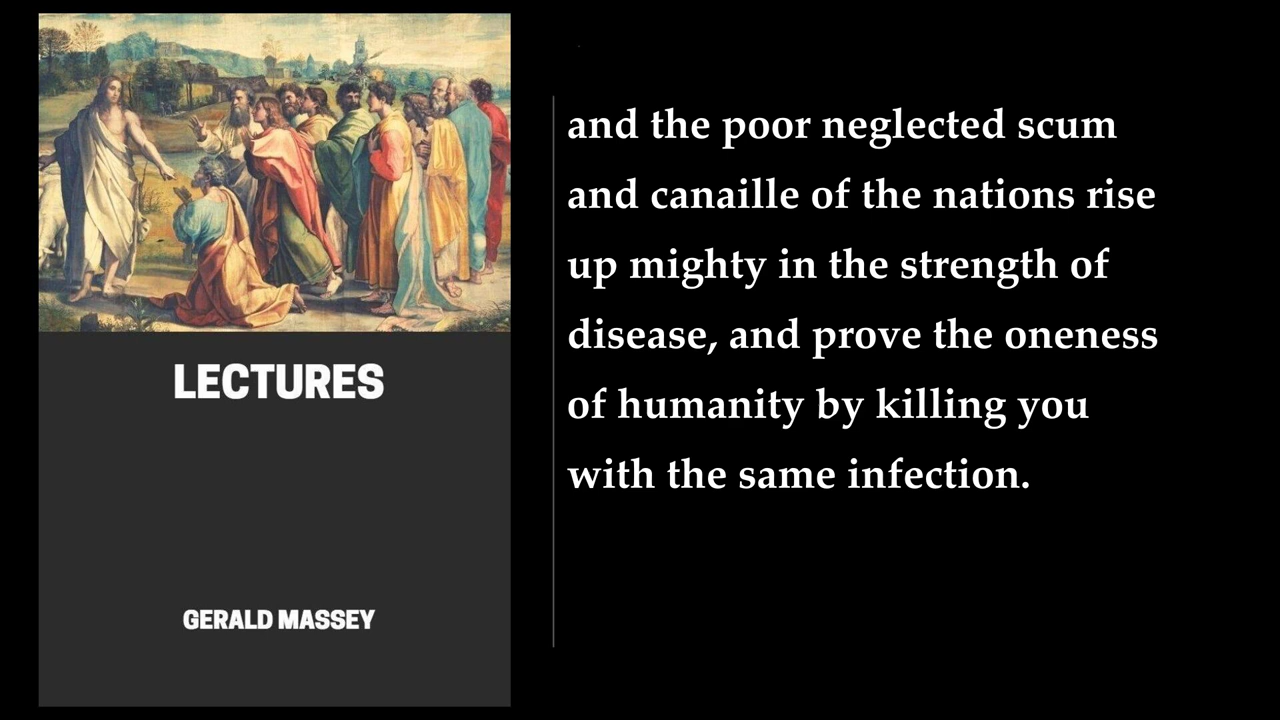 LECTURES
GERALD MASSEY
and the poor neglected scum
and canaille of the nations rise
up mighty in the strength of
disease, and prove the oneness
of humanity by killing you
with the same infection.